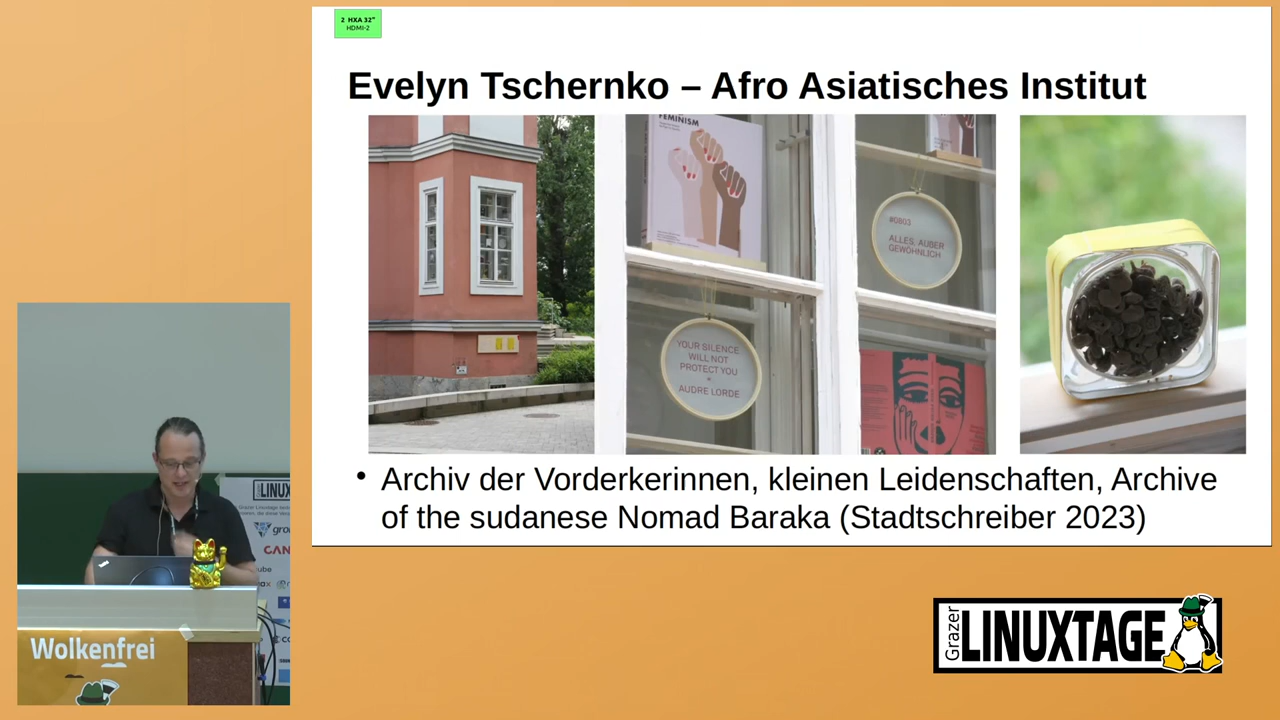 2 HXA 32"
HDMI-2
Evelyn Tschernko – Afro Asiatisches Institut
FEMINISM
#0803
ALLES, AUßER
GEWÖHNLICH
YOUR SILENCE
WILL NOT
PROTECT YOU
AUDRE LORDE
• Archiv der Vorderkerinnen, kleinen Leidenschaften, Archive
of the sudanese Nomad Baraka (Stadtschreiber 2023)
Wolkenfrei
Grazer
LINUXTAGE